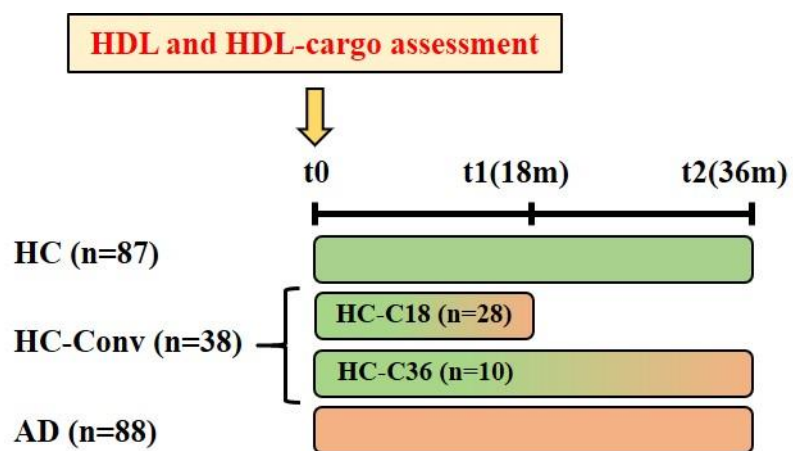 HDL and HDL-cargo assessment
t0 t1(18m) t2(36m)
HC (n=87)
HC-C18 (n=28)
HC-Conv (n=38)
HC-C36 (n=10)
AD (n=88)